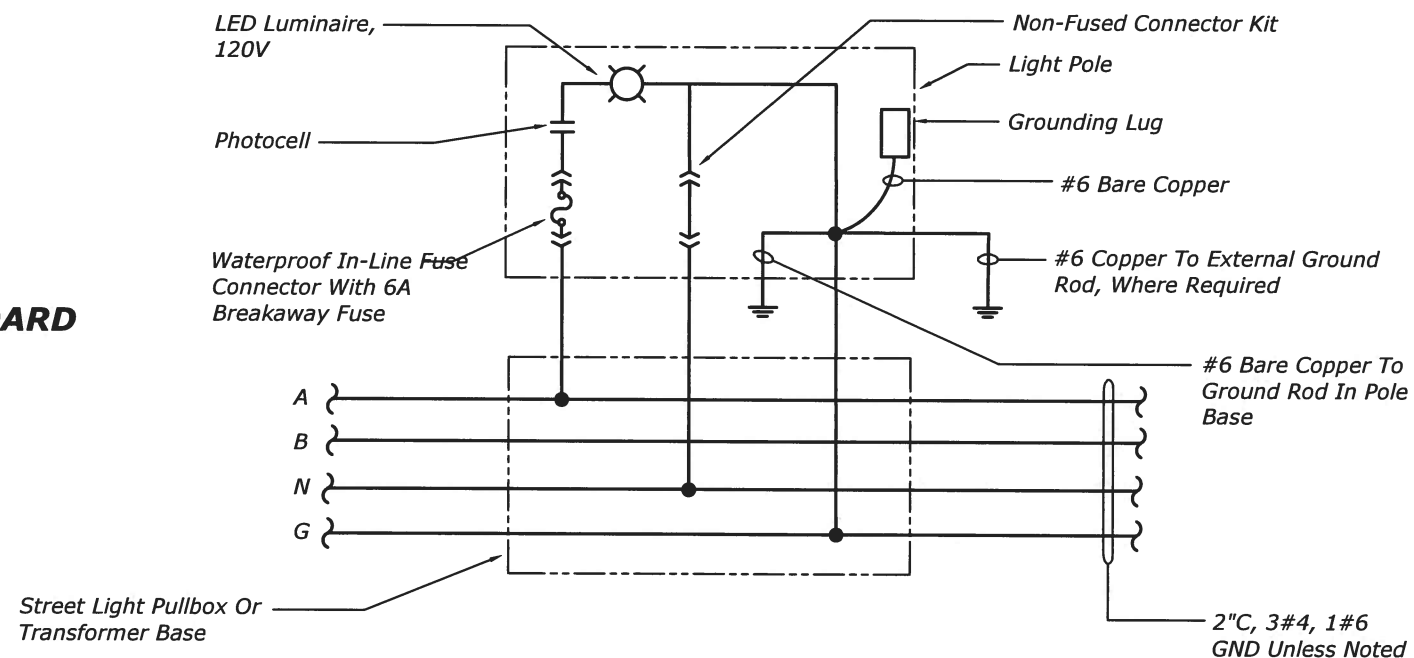 LED Luminaire,
120V
Non-Fused Connector Kit
Light Pole
Photocell
Grounding Lug
#6 Bare Copper
Waterproof In-Line Fuse
Connector With 6A
Breakaway Fuse
#6 Copper To External Ground
Rod, Where Required
ARD
#6 Bare Copper To
Ground Rod In Pole
Base
A
B
N
G
Street Light Pullbox Or
Transformer Base
2"C, 3#4, 1#6
GND Unless Noted